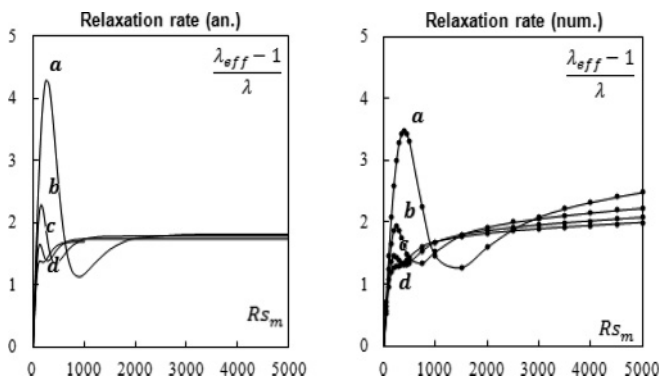 Relaxation rate (an.)
5
4
3
2
1
0
a
b
c
d
λeff − 1
λ
Rsm
0 1000 2000 3000 4000 5000
Relaxation rate (num.)
5
4
3
2
1
0
a
b
c
d
λeff − 1
λ
Rsm
0 1000 2000 3000 4000 5000